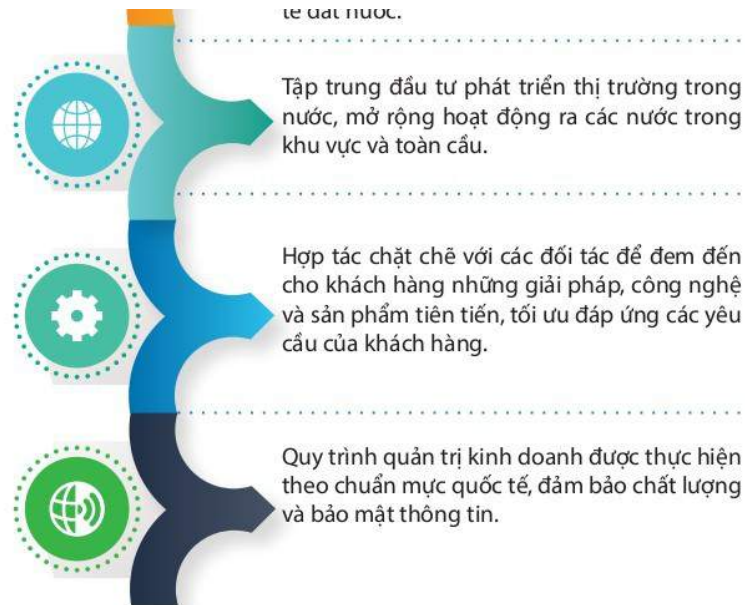 tế đất nước.
Tập trung đầu tư phát triển thị trường trong
nước, mở rộng hoạt động ra các nước trong
khu vực và toàn cầu.
Hợp tác chặt chẽ với các đối tác để đem đến
cho khách hàng những giải pháp, công nghệ
và sản phẩm tiên tiến, tối ưu đáp ứng các yêu
cầu của khách hàng.
Quy trình quản trị kinh doanh được thực hiện
theo chuẩn mực quốc tế, đảm bảo chất lượng
và bảo mật thông tin.